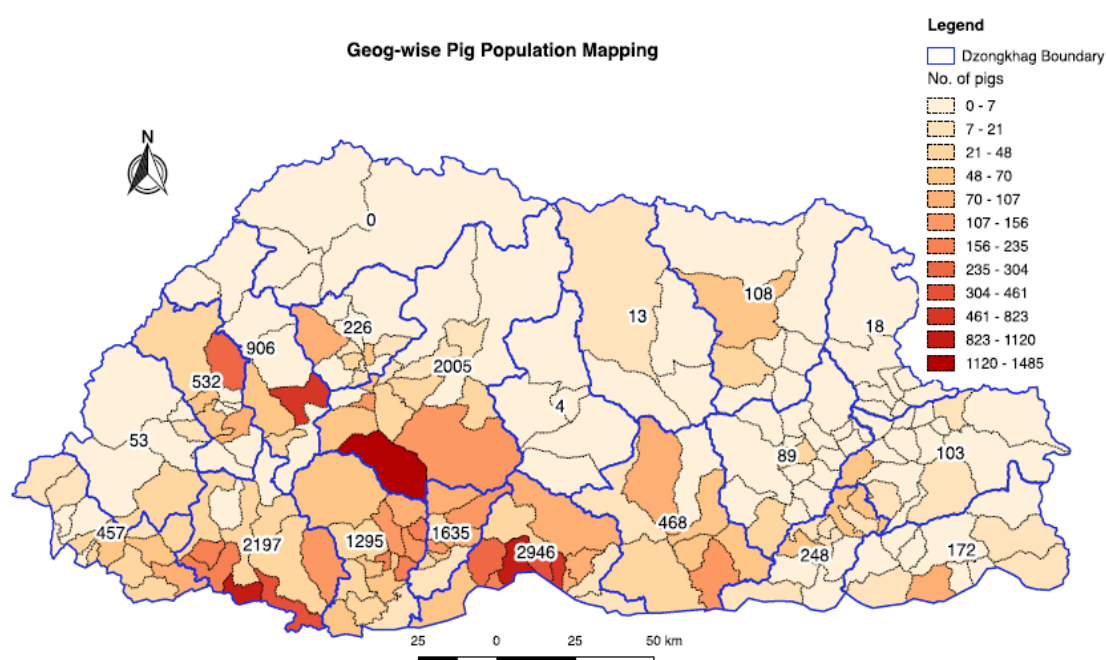 Geog-wise Pig Population Mapping
Legend
Dzongkhag Boundary
No. of pigs
0 - 7
7 - 21
21 - 48
48 - 70
70 - 107
107 - 156
156 - 235
235 - 304
304 - 461
461 - 823
823 - 1120
1120 - 1485
N
0
13
108
18
906
226
532
2005
4
53
89
103
457
2197
1295
1635
2946
468
248
172
25 0 25 50 km